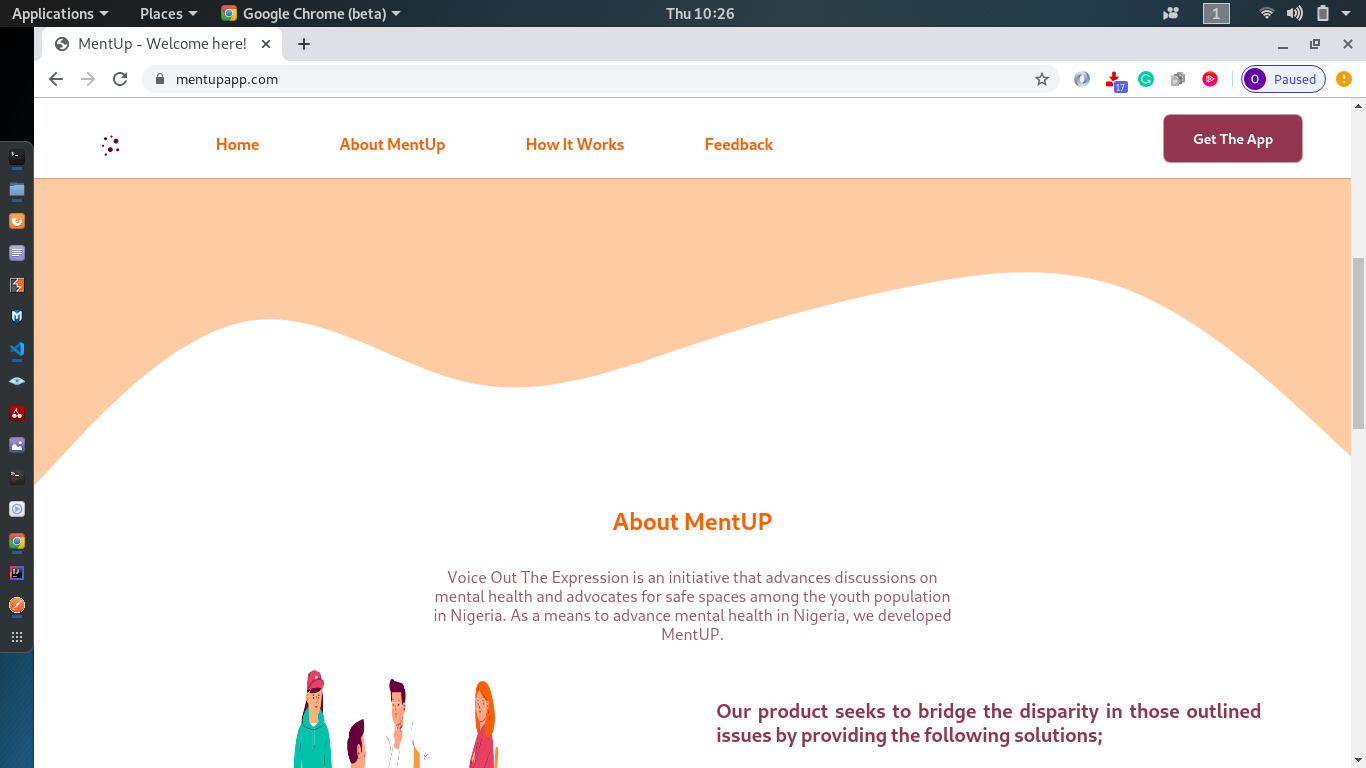 Applications Places Google Chrome (beta) Thu 10:26 1
MentUp - Welcome here!
mentupapp.com 17 O Paused
Home About MentUp How It Works Feedback Get The App
About MentUP
Voice Out The Expression is an initiative that advances discussions on
mental health and advocates for safe spaces among the youth population
in Nigeria. As a means to advance mental health in Nigeria, we developed
MentUP.
Our product seeks to bridge the disparity in those outlined
issues by providing the following solutions;